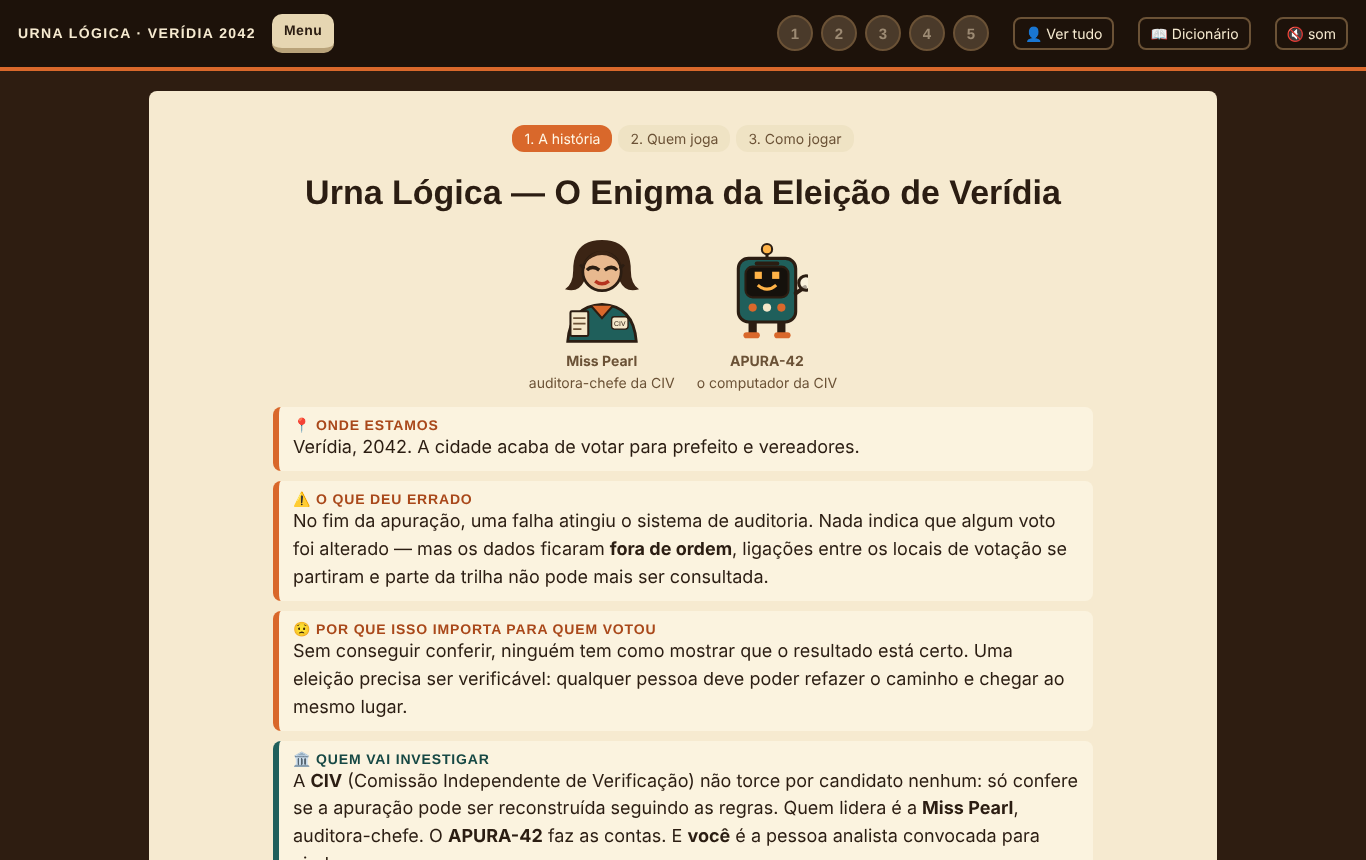 URNA LÓGICA · VERÍDIA 2042
Menu
1 2 3 4 5
Ver tudo
Dicionário
som
1. A história
2. Quem joga
3. Como jogar
Urna Lógica — O Enigma da Eleição de Verídia
CIV
Miss Pearl
auditora-chefe da CIV
APURA-42
o computador da CIV
ONDE ESTAMOS
Verídia, 2042. A cidade acaba de votar para prefeito e vereadores.
O QUE DEU ERRADO
No fim da apuração, uma falha atingiu o sistema de auditoria. Nada indica que algum voto
foi alterado — mas os dados ficaram fora de ordem, ligações entre os locais de votação se
partiram e parte da trilha não pode mais ser consultada.
POR QUE ISSO IMPORTA PARA QUEM VOTOU
Sem conseguir conferir, ninguém tem como mostrar que o resultado está certo. Uma
eleição precisa ser verificável: qualquer pessoa deve poder refazer o caminho e chegar ao
mesmo lugar.
QUEM VAI INVESTIGAR
A CIV (Comissão Independente de Verificação) não torce por candidato nenhum: só confere
se a apuração pode ser reconstruída seguindo as regras. Quem lidera é a Miss Pearl,
auditora-chefe. O APURA-42 faz as contas. E você é a pessoa analista convocada para